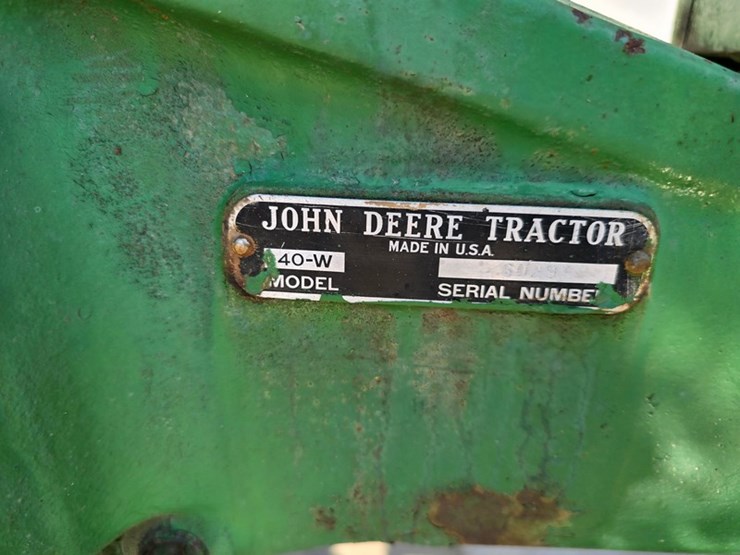 JOHN DEERE TRACTOR
MADE IN U.S.A.
40-W
MODEL
SERIAL NUMBE